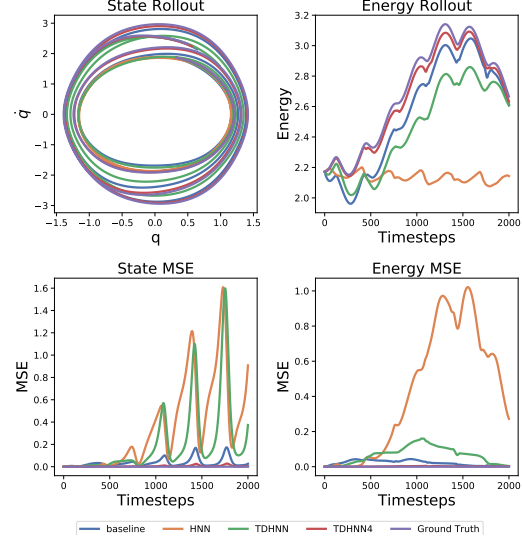 State Rollout
3
2
1
0
−1
−2
−3
q̇
−1.5 −1.0 −0.5 0.0 0.5 1.0 1.5
q
Energy Rollout
3.2
3.0
2.8
2.6
2.4
2.2
2.0
Energy
0 500 1000 1500 2000
Timesteps
State MSE
1.6
1.4
1.2
1.0
0.8
0.6
0.4
0.2
0.0
MSE
0 500 1000 1500 2000
Timesteps
Energy MSE
1.0
0.8
0.6
0.4
0.2
0.0
MSE
0 500 1000 1500 2000
Timesteps
baseline HNN TDHNN TDHNN4 Ground Truth